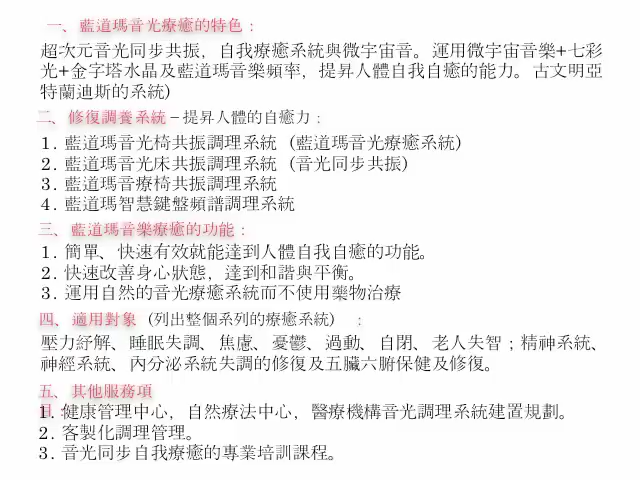 一、藍道瑪音光療癒的特色：
超次元音光同步共振，自我療癒系統與微宇宙音。運用微宇宙音樂+七彩
光+金字塔水晶及藍道瑪音樂頻率，提昇人體自我自癒的能力。古文明亞
特蘭迪斯的系統)
二、修復調養系統－提昇人體的自癒力：
1. 藍道瑪音光椅共振調理系統（藍道瑪音光療癒系統）
2. 藍道瑪音光床共振調理系統（音光同步共振）
3. 藍道瑪音療椅共振調理系統
4. 藍道瑪智慧鍵盤頻譜調理系統
三、藍道瑪音樂療癒的功能：
1. 簡單、快速有效就能達到人體自我自癒的功能。
2. 快速改善身心狀態，達到和諧與平衡。
3. 運用自然的音光療癒系統而不使用藥物治療
四、適用對象（列出整個系列的療癒系統）：
壓力紓解、睡眠失調、焦慮、憂鬱、過動、自閉、老人失智；精神系統、
神經系統、內分泌系統失調的修復及五臟六腑保健及修復。
五、其他服務項
目：
1. 健康管理中心，自然療法中心，醫療機構音光調理系統建置規劃。
2. 客製化調理管理。
3. 音光同步自我療癒的專業培訓課程。